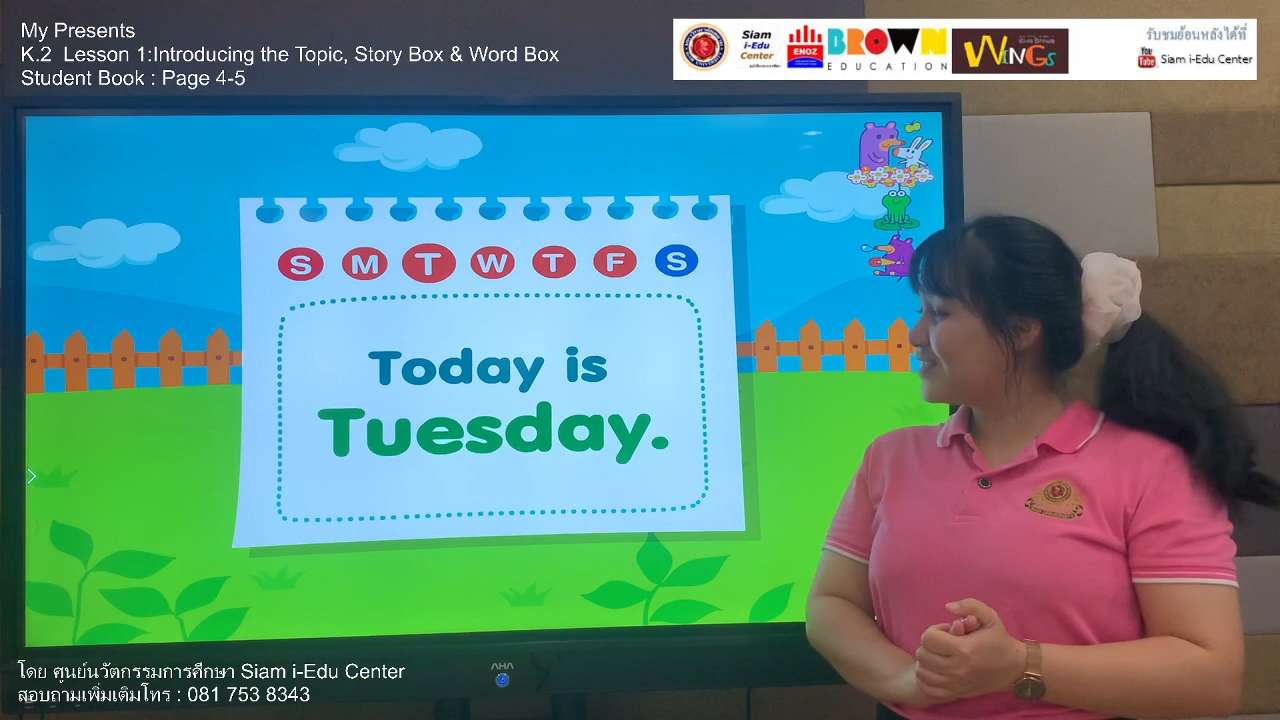 My Presents
K.2 Lesson 1:Introducing the Tonic, Story Box & Word Box
Student Book : Page 4-5
Siam
i-Edu
Center
ENOZ
BROWN
EDUCATION
WiNGs
รับชมย้อนหลังได้ที่
You
Tube
Siam i-Edu Center
S M T W T F S
Today is
Tuesday.
AHA
โดย ศูนย์นวัตกรรมการศึกษา Siam i-Edu Center
สอบถามเพิ่มเติมโทร : 081 753 8343